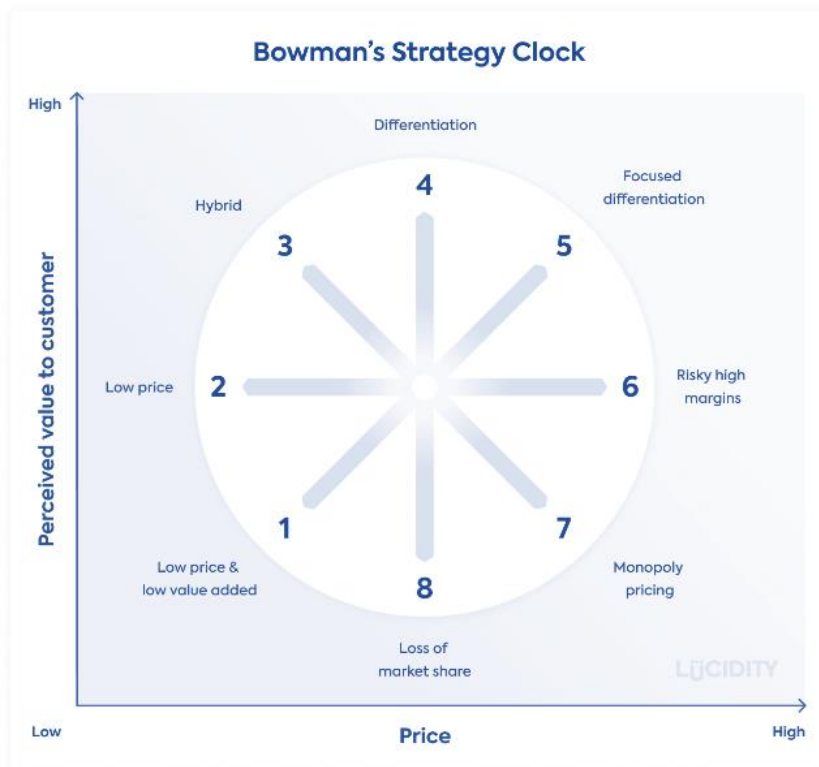 Bowman's Strategy Clock
High
Differentiation
Focused
differentiation
Hybrid
4
3
5
Perceived value to customer
Low price
2
6
Risky high
margins
1
7
Low price &
low value added
8
Monopoly
pricing
Loss of
market share
LUCIDITY
Low
Price
High